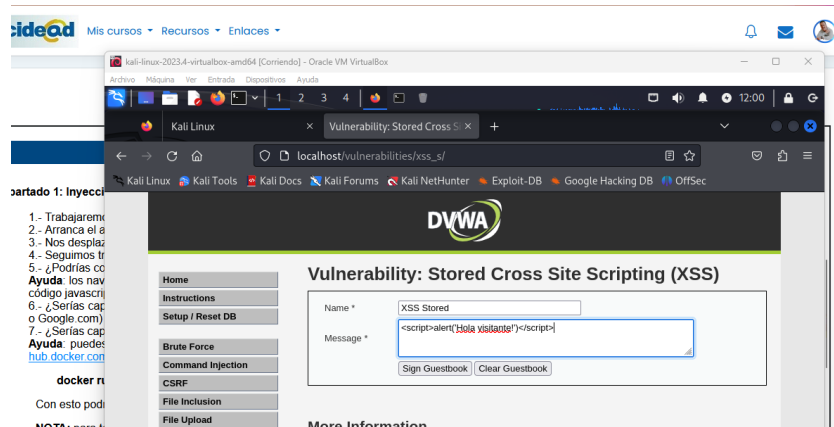 cidead Mis cursos Recursos Enlaces
kali-linux-2023.4-virtualbox-amd64 [Corriendo] - Oracle VM VirtualBox
Archivo Máquina Ver Entrada Dispositivos Ayuda
1 2 3 4 12:00
Kali Linux Vulnerability: Stored Cross Si
localhost/vulnerabilities/xss_s/
Kali Linux Kali Tools Kali Docs Kali Forums Kali NetHunter Exploit-DB Google Hacking DB OffSec
partado 1: Inyecci
1.- Trabajaremo
2.- Arranca el a
3.- Nos desplaz
4.- Seguimos tr
5.- ¿Podrías co
Ayuda: los nav
código javascri
6.- ¿Serías cap
o Google.com)
7.- ¿Serías cap
Ayuda: puedes
hub.docker.com
docker ru
Con esto podr
DVWA
Home
Instructions
Setup / Reset DB
Brute Force
Command Injection
CSRF
File Inclusion
File Upload
Vulnerability: Stored Cross Site Scripting (XSS)
Name * XSS Stored
Message * <script>alert('Hola visitante!')</script>
Sign Guestbook Clear Guestbook
More Information